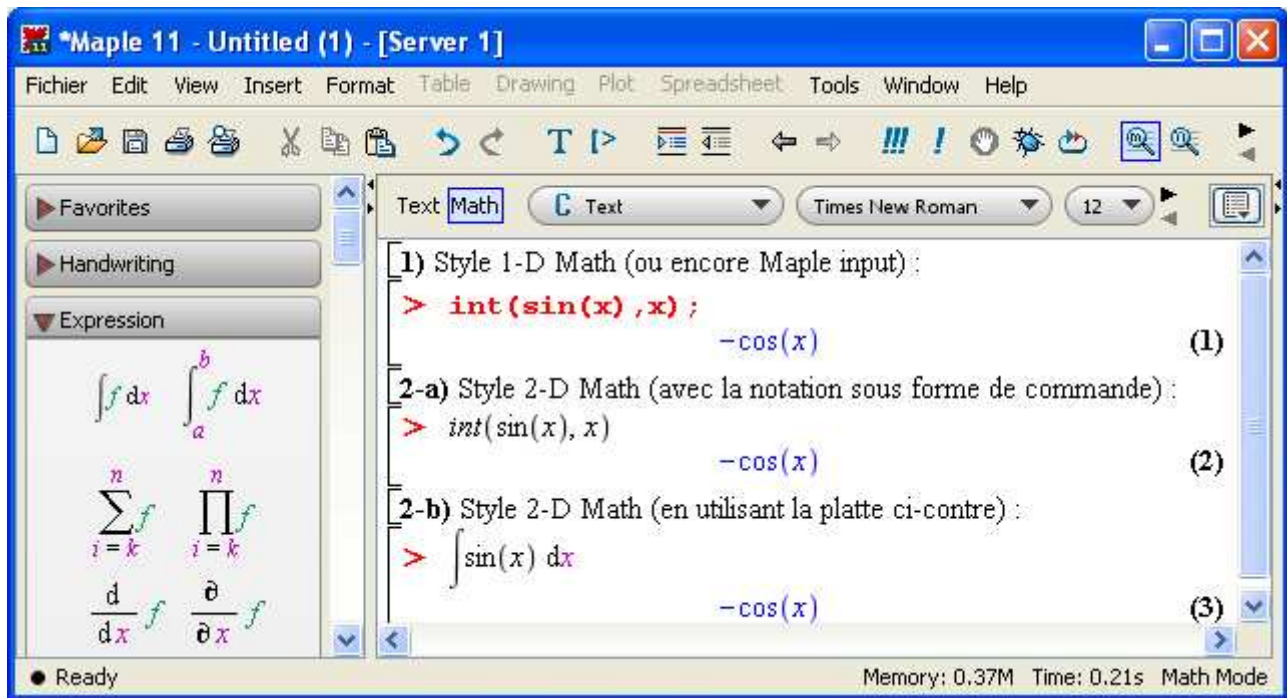 *Maple 11 - Untitled (1) - [Server 1]
Fichier Edit View Insert Format Table Drawing Plot Spreadsheet Tools Window Help
Favorites
Handwriting
Expression
∫f dx ∫_a^b f dx
∑_{i = k}^n f ∏_{i = k}^n f
d/dx f ∂/∂x f
Text Math C Text Times New Roman 12
1) Style 1-D Math (ou encore Maple input) :
> int(sin(x),x);
−cos(x) (1)
2-a) Style 2-D Math (avec la notation sous forme de commande) :
> int(sin(x), x)
−cos(x) (2)
2-b) Style 2-D Math (en utilisant la platte ci-contre) :
> ∫sin(x) dx
−cos(x) (3)
Ready Memory: 0.37M Time: 0.21s Math Mode